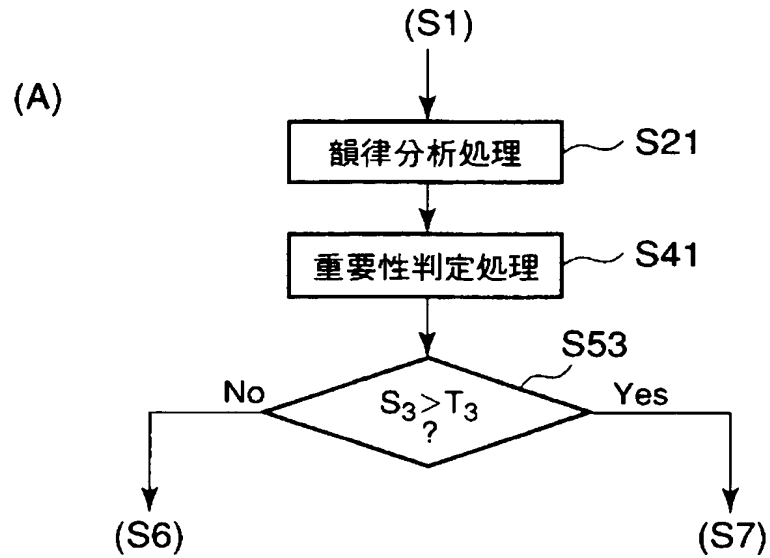 (S1)
(A)
韻律分析処理
S21
重要性判定処理
S41
S53
No
S₃>T₃
?
Yes
(S6)
(S7)